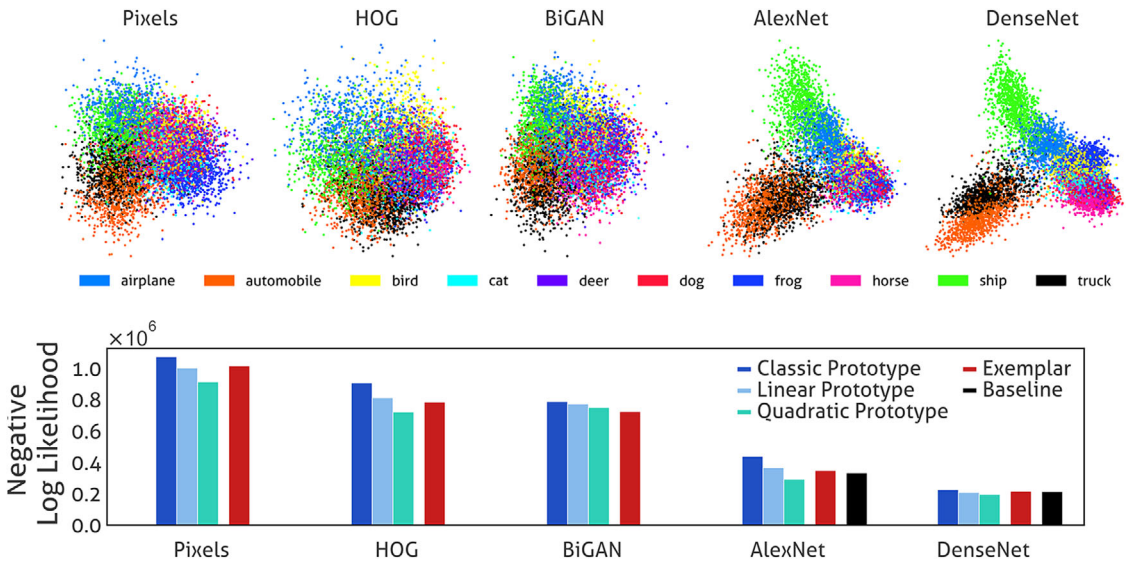 Pixels HOG BiGAN AlexNet DenseNet
airplane automobile bird cat deer dog frog horse ship truck
×10⁶
Negative
Log Likelihood
1.0
0.8
0.6
0.4
0.2
0.0
Classic Prototype Exemplar
Linear Prototype Baseline
Quadratic Prototype
Pixels HOG BiGAN AlexNet DenseNet